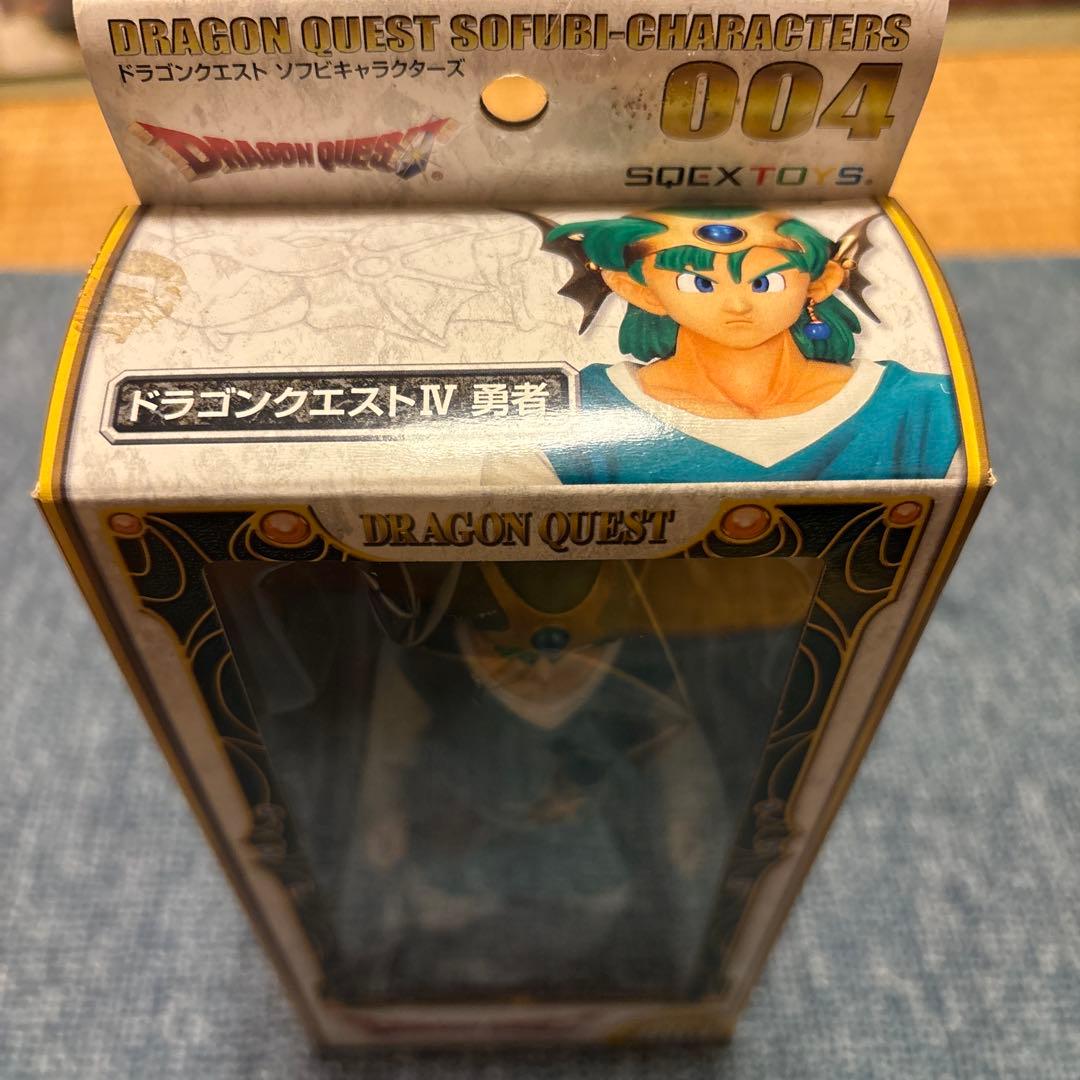 DRAGON QUEST SOFUBI-CHARACTERS
ドラゴンクエスト ソフビキャラクターズ
004
DRAGON QUEST®
SQEX TOYS®
ドラゴンクエストIV 勇者
DRAGON QUEST